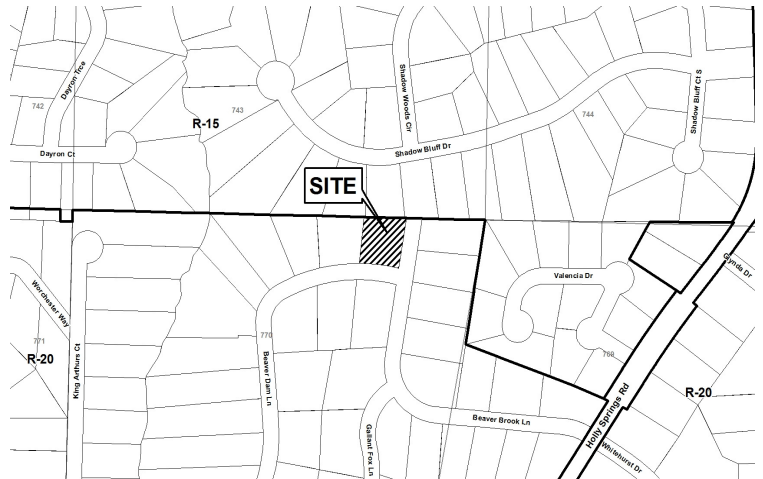 Dayron Trce
742
743
R-15
Shadow Woods Cir
744
Shadow Bluff Ct S
Dayron Ct
Shadow Bluff Dr
SITE
Glynda Dr
Valencia Dr
Worchester Way
770
771
769
R-20
King Arthurs Ct
Beaver Dam Ln
Holly Springs Rd
R-20
Beaver Brook Ln
Gallant Fox Ln
Whitehurst Dr